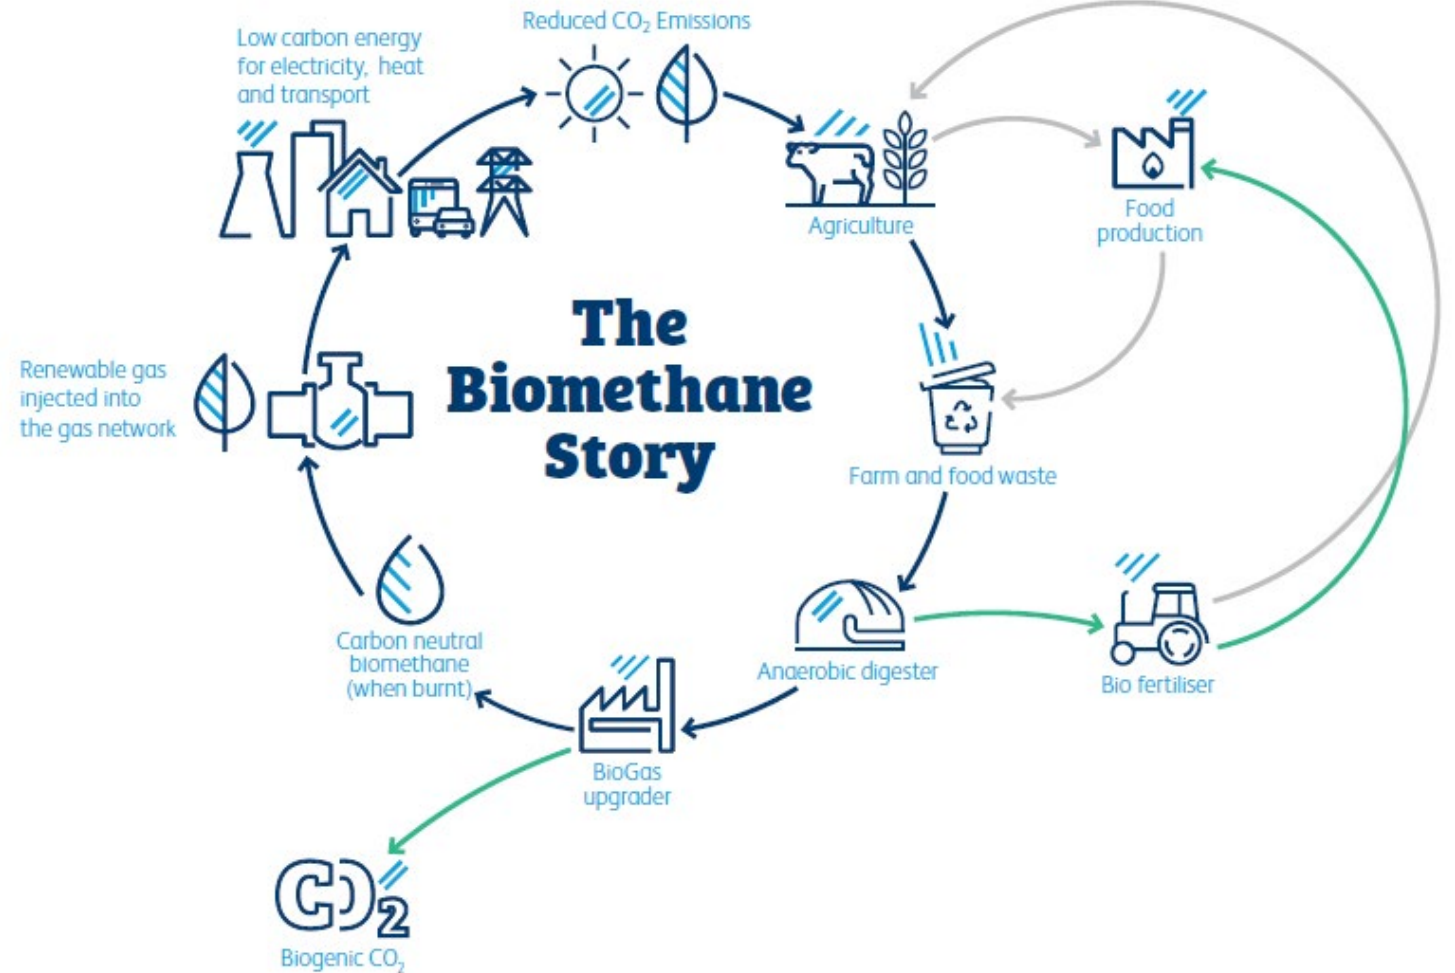 Reduced CO₂ Emissions
Low carbon energy
for electricity, heat
and transport
Agriculture
Food
production
The
Biomethane
Story
Renewable gas
injected into
the gas network
Farm and food waste
Carbon neutral
biomethane
(when burnt)
Anaerobic digester
Bio fertiliser
BioGas
upgrader
CO2
Biogenic CO₂